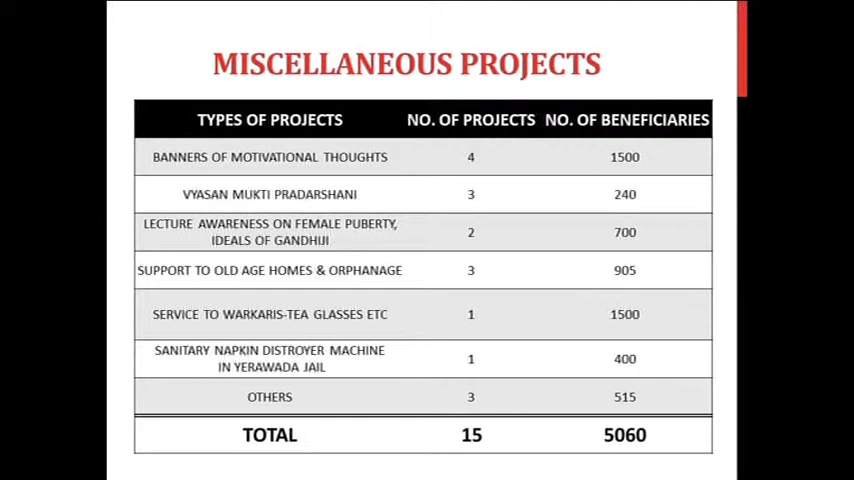 MISCELLANEOUS PROJECTS
TYPES OF PROJECTS NO. OF PROJECTS NO. OF BENEFICIARIES
BANNERS OF MOTIVATIONAL THOUGHTS 4 1500
VYASAN MUKTI PRADARSHANI 3 240
LECTURE AWARENESS ON FEMALE PUBERTY,
IDEALS OF GANDHIJI 2 700
SUPPORT TO OLD AGE HOMES & ORPHANAGE 3 905
SERVICE TO WARKARIS-TEA GLASSES ETC 1 1500
SANITARY NAPKIN DISTROYER MACHINE
IN YERAWADA JAIL 1 400
OTHERS 3 515
TOTAL 15 5060